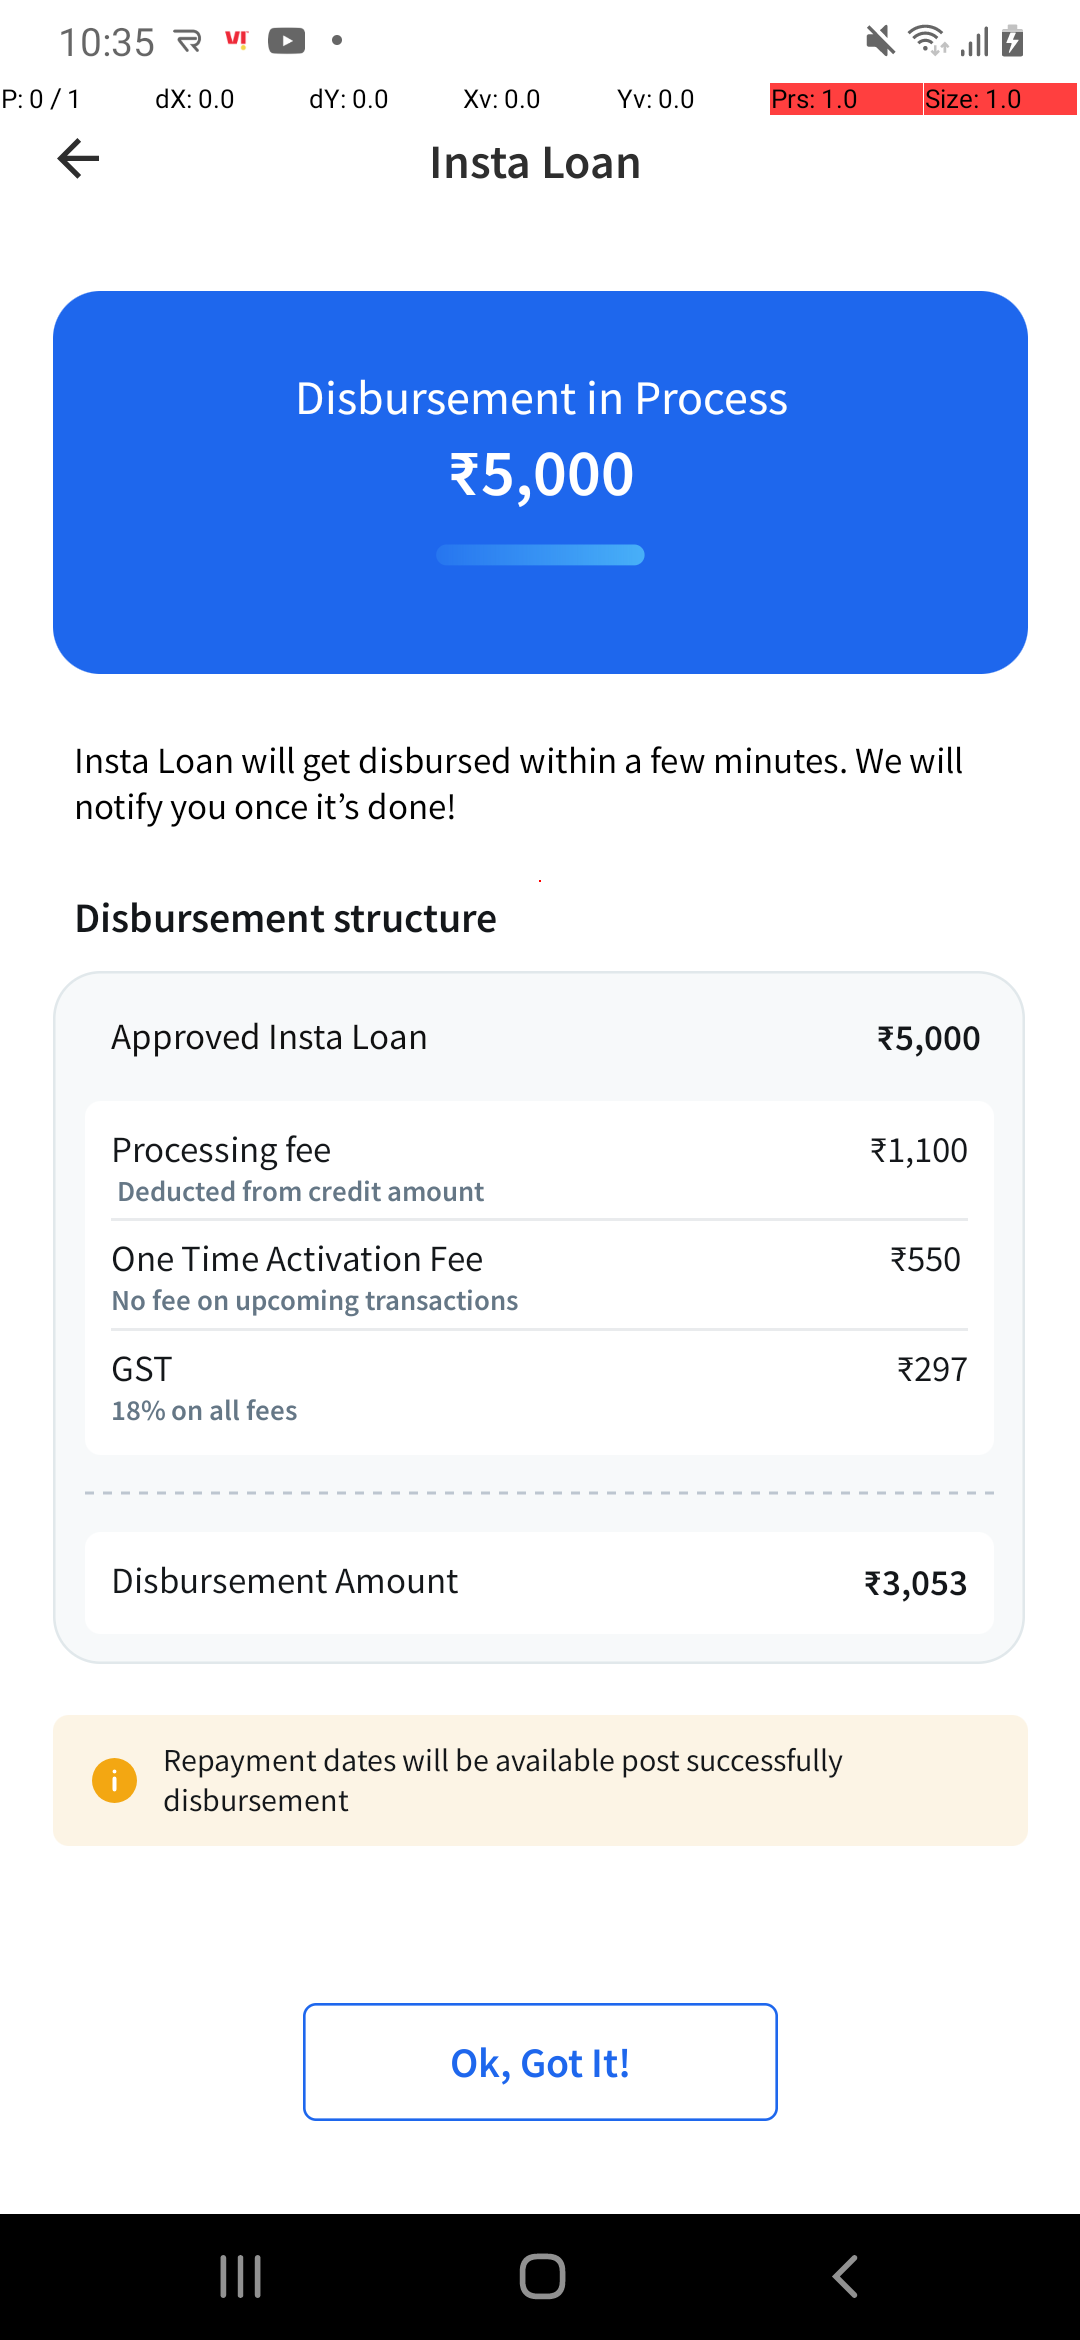 10:35
P: 0 / 1 dX: 0.0 dY: 0.0 Xv: 0.0 Yv: 0.0 Prs: 1.0 Size: 1.0
Insta Loan
Disbursement in Process
₹5,000
Insta Loan will get disbursed within a few minutes. We will
notify you once it’s done!
Disbursement structure
Approved Insta Loan ₹5,000
Processing fee ₹1,100
Deducted from credit amount
One Time Activation Fee ₹550
No fee on upcoming transactions
GST ₹297
18% on all fees
Disbursement Amount ₹3,053
Repayment dates will be available post successfully
disbursement
Ok, Got It!